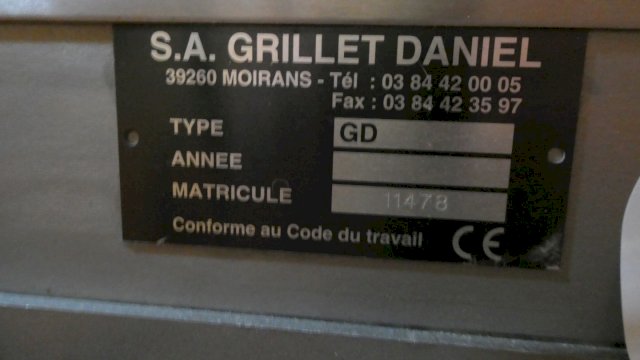 S.A. GRILLET DANIEL
39260 MOIRANS - Tél : 03 84 42 00 05
Fax : 03 84 42 35 97
TYPE GD
ANNEE
MATRICULE 11478
Conforme au Code du travail CE